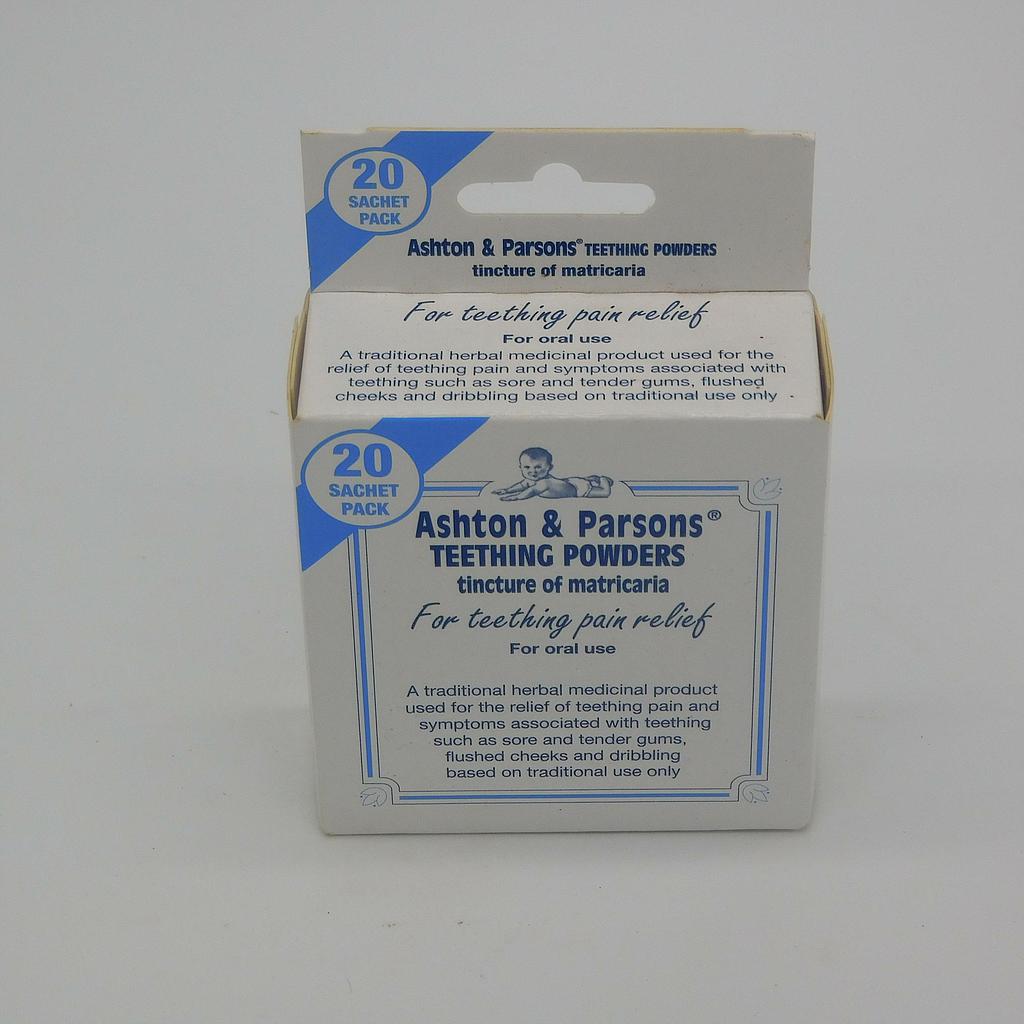 20
SACHET
PACK
Ashton & Parsons® TEETHING POWDERS
tincture of matricaria
For teething pain relief
For oral use
A traditional herbal medicinal product used for the
relief of teething pain and symptoms associated with
teething such as sore and tender gums, flushed
cheeks and dribbling based on traditional use only
20
SACHET
PACK
Ashton & Parsons®
TEETHING POWDERS
tincture of matricaria
For teething pain relief
For oral use
A traditional herbal medicinal product
used for the relief of teething pain and
symptoms associated with teething
such as sore and tender gums,
flushed cheeks and dribbling
based on traditional use only